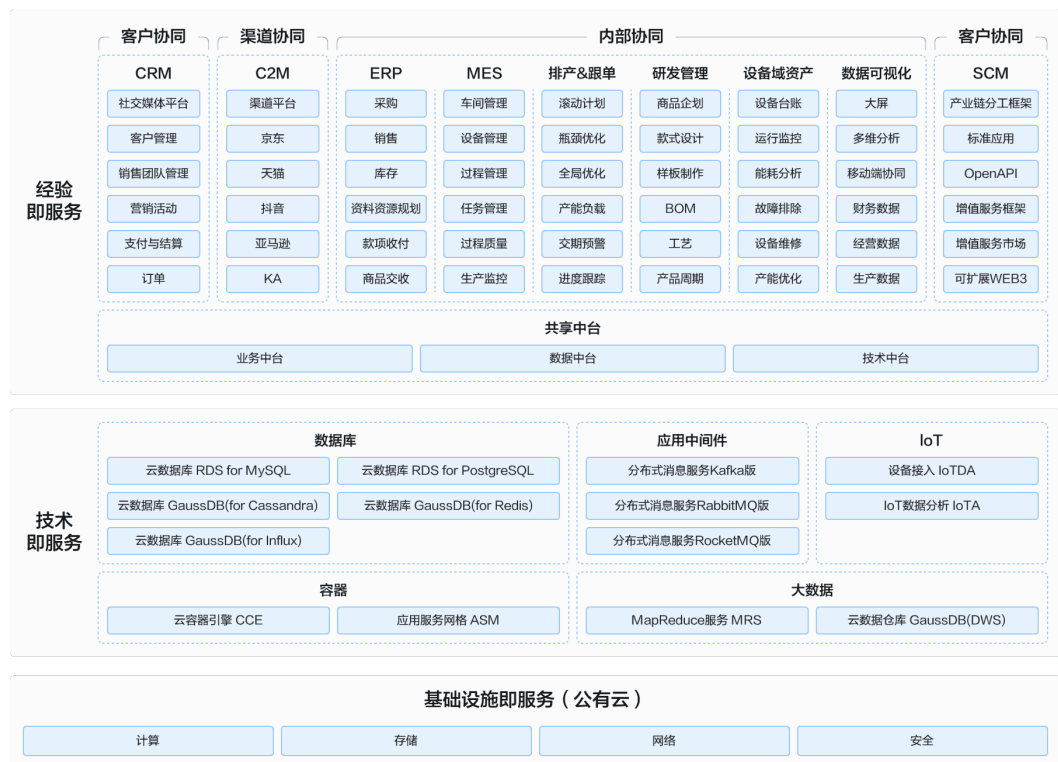 客户协同
渠道协同
内部协同
客户协同
CRM
C2M
ERP
MES
排产&跟单
研发管理
设备域资产
数据可视化
SCM
社交媒体平台
渠道平台
采购
车间管理
滚动计划
商品企划
设备台账
大屏
产业链分工框架
客户管理
京东
销售
设备管理
瓶颈优化
款式设计
运行监控
多维分析
标准应用
销售团队管理
天猫
库存
过程管理
全局优化
样板制作
能耗分析
移动端协同
OpenAPI
经验
即服务
营销活动
抖音
资料资源规划
任务管理
产能负载
BOM
故障排除
财务数据
增值服务框架
支付与结算
亚马逊
款项收付
过程质量
交期预警
工艺
设备维修
经营数据
增值服务市场
订单
KA
商品交收
生产监控
进度跟踪
产品周期
产能优化
生产数据
可扩展WEB3
共享中台
业务中台
数据中台
技术中台
技术
即服务
数据库
云数据库 RDS for MySQL
云数据库 RDS for PostgreSQL
云数据库 GaussDB(for Cassandra)
云数据库 GaussDB(for Redis)
云数据库 GaussDB(for Influx)
应用中间件
分布式消息服务Kafka版
分布式消息服务RabbitMQ版
分布式消息服务RocketMQ版
IoT
设备接入 IoTDA
IoT数据分析 IoTA
容器
云容器引擎 CCE
应用服务网格 ASM
大数据
MapReduce服务 MRS
云数据仓库 GaussDB(DWS)
基础设施即服务（公有云）
计算
存储
网络
安全